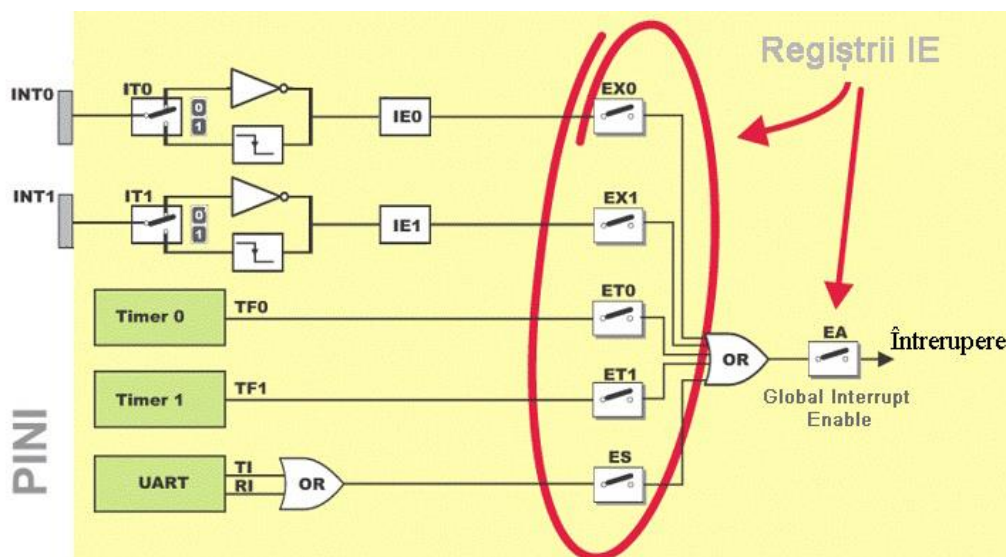 Regiștrii IE
INT0
IT0
0
1
IE0
EX0
INT1
IT1
0
1
IE1
EX1
Timer 0
TF0
ET0
OR
EA
Întrerupere
Global Interrupt
Enable
Timer 1
TF1
ET1
UART
TI
RI
OR
ES
PINI